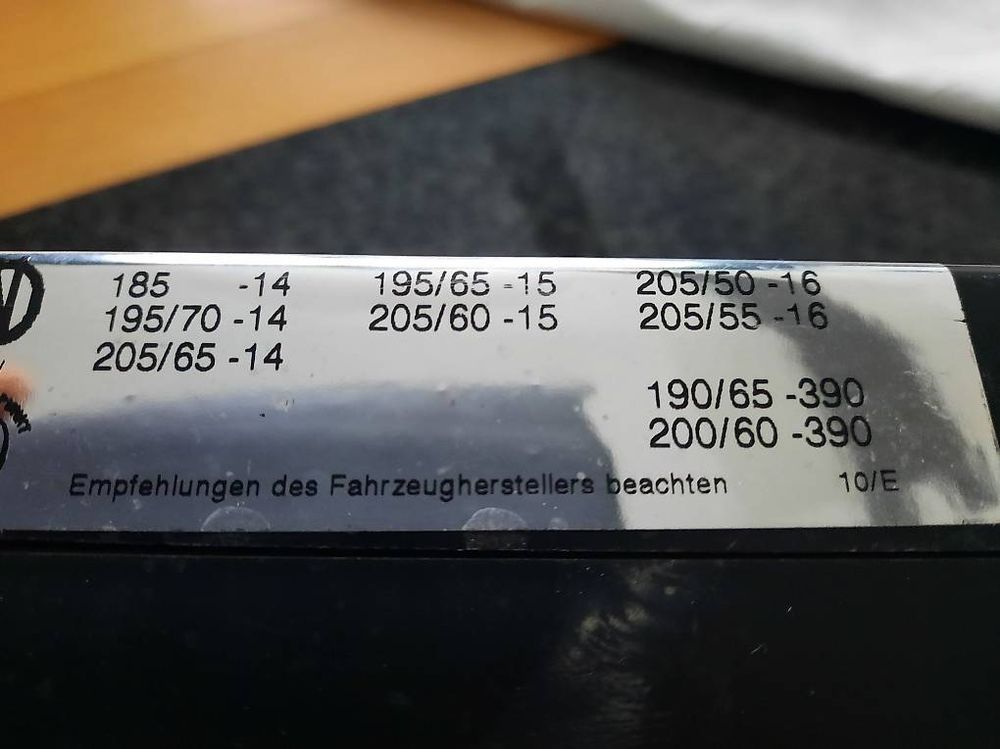 185 -14 195/65 -15 205/50 -16
195/70 -14 205/60 -15 205/55 -16
205/65 -14
190/65 -390
200/60 -390
Empfehlungen des Fahrzeugherstellers beachten 10/E